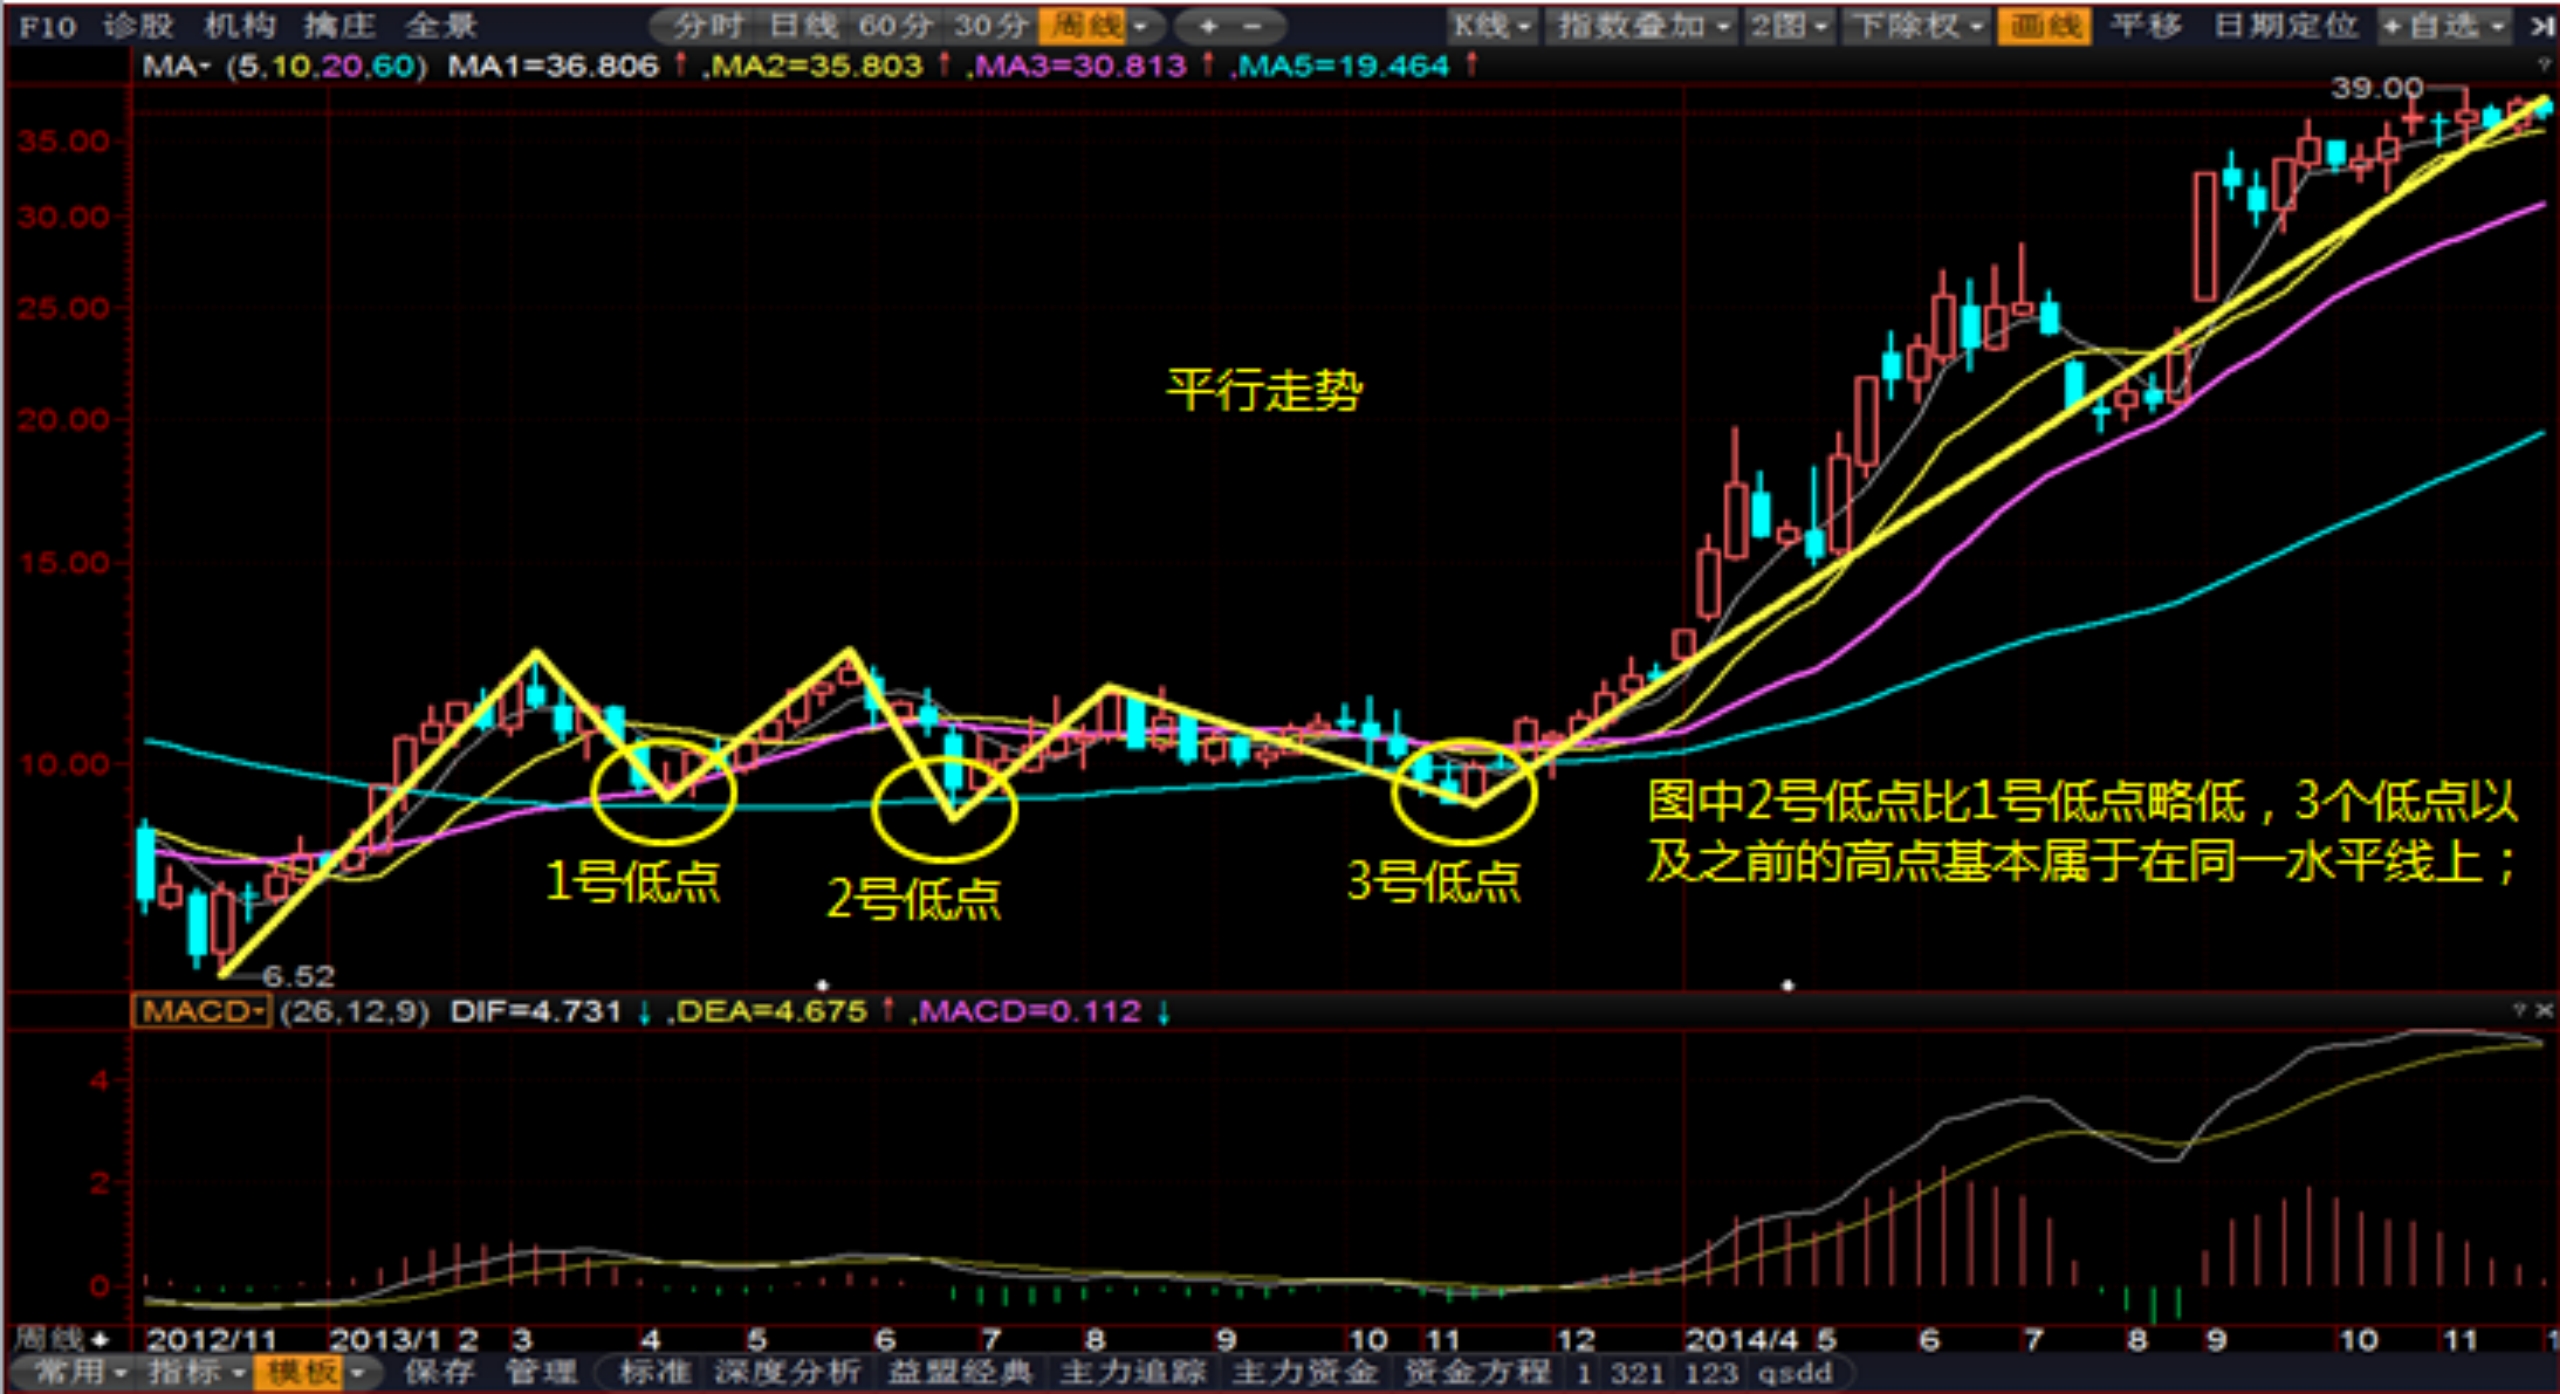 F10 诊股 机构 擒庄 全景 分时 日线 60分 30分 周线 + - K线 指数叠加 2图 下除权 画线 平移 日期定位 +自选
MA (5,10,20,60) MA1=36.806 ↑ ,MA2=35.803 ↑ ,MA3=30.813 ↑ ,MA5=19.464 ↑ ?
39.00
35.00
30.00
25.00
平行走势
20.00
15.00
10.00
图中2号低点比1号低点略低，3个低点以
及之前的高点基本属于在同一水平线上；
1号低点
2号低点
3号低点
6.52
MACD (26,12,9) DIF=4.731 ↓ ,DEA=4.675 ↑ ,MACD=0.112 ↓ ? ×
4
2
0
周线 2012/11 2013/1 2 3 4 5 6 7 8 9 10 11 12 2014/4 5 6 7 8 9 10 11 1
常用 指标 模板 保存 管理 标准 深度分析 益盟经典 主力追踪 主力资金 资金方程 1 321 123 qsdd